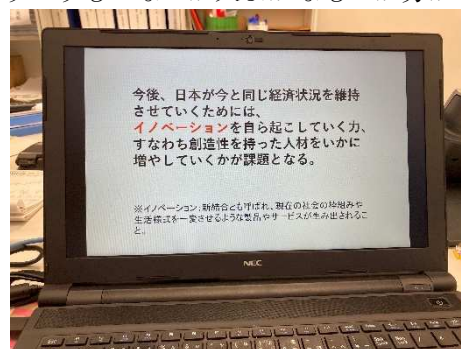 今後、日本が今と同じ経済状況を維持
させていくためには、
イノベーションを自ら起こしていく力、
すなわち創造性を持った人材をいかに
増やしていくかが課題となる。
※イノベーション:新結合とも呼ばれ、現在の社会の枠組みや
生活様式を一変させるような製品やサービスが生み出されるこ
と。
NEC